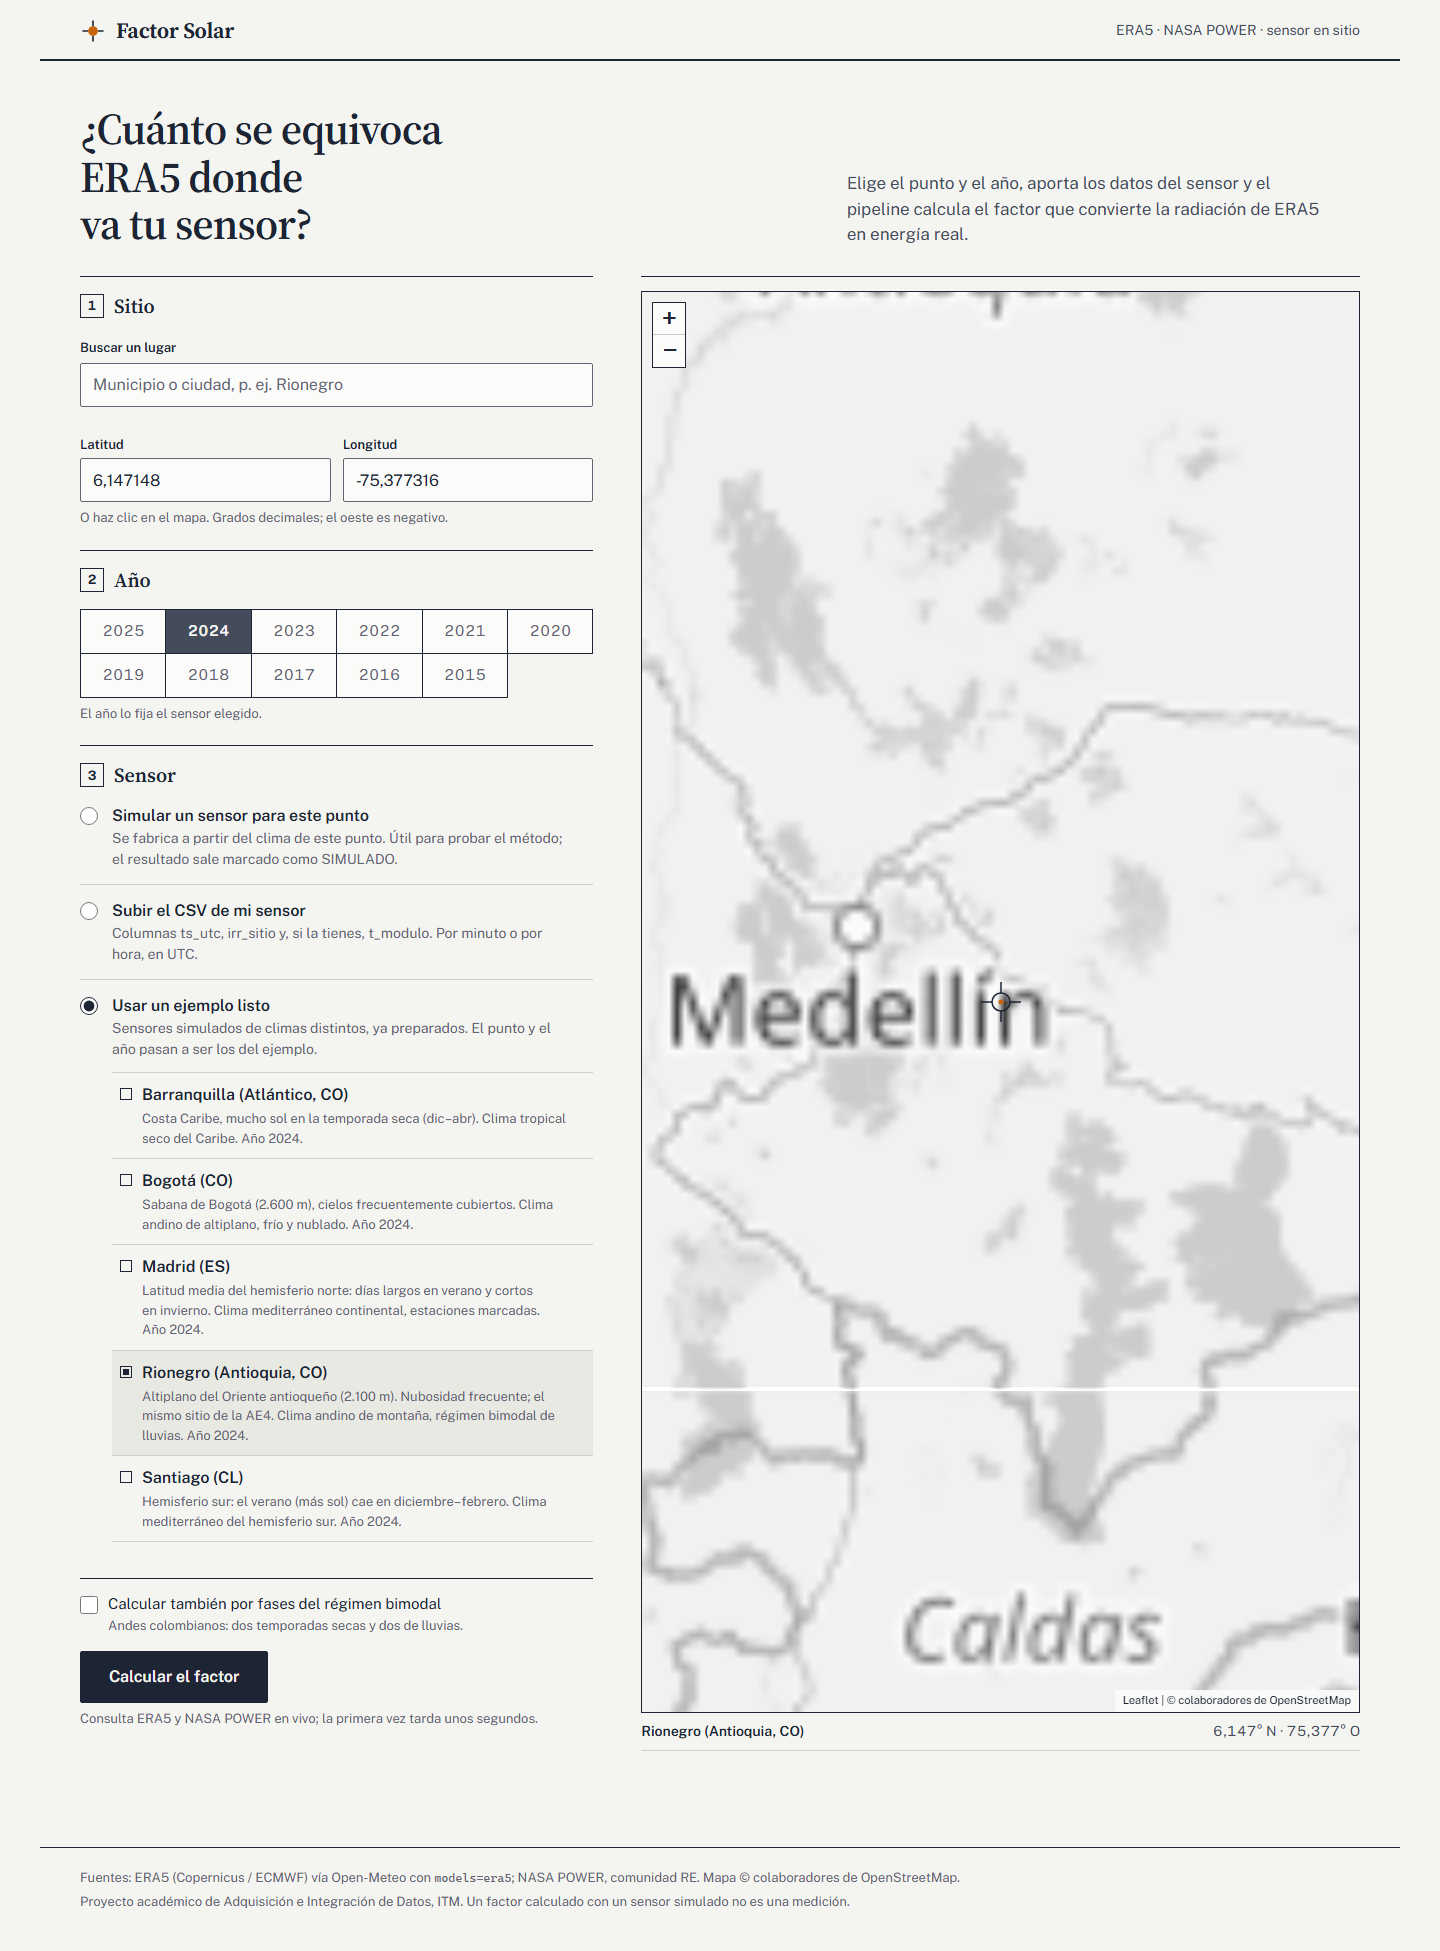 Factor Solar
ERA5 · NASA POWER · sensor en sitio
¿Cuánto se equivoca
ERA5 donde
va tu sensor?
Elige el punto y el año, aporta los datos del sensor y el
pipeline calcula el factor que convierte la radiación de ERA5
en energía real.
1 Sitio
Buscar un lugar
Municipio o ciudad, p. ej. Rionegro
Latitud Longitud
6,147148 -75,377316
O haz clic en el mapa. Grados decimales; el oeste es negativo.
2 Año
2025 2024 2023 2022 2021 2020
2019 2018 2017 2016 2015
El año lo fija el sensor elegido.
3 Sensor
Simular un sensor para este punto
Se fabrica a partir del clima de este punto. Útil para probar el método;
el resultado sale marcado como SIMULADO.
Subir el CSV de mi sensor
Columnas ts_utc, irr_sitio y, si la tienes, t_modulo. Por minuto o por
hora, en UTC.
Usar un ejemplo listo
Sensores simulados de climas distintos, ya preparados. El punto y el
año pasan a ser los del ejemplo.
Barranquilla (Atlántico, CO)
Costa Caribe, mucho sol en la temporada seca (dic–abr). Clima tropical
seco del Caribe. Año 2024.
Bogotá (CO)
Sabana de Bogotá (2.600 m), cielos frecuentemente cubiertos. Clima
andino de altiplano, frío y nublado. Año 2024.
Madrid (ES)
Latitud media del hemisferio norte: días largos en verano y cortos
en invierno. Clima mediterráneo continental, estaciones marcadas.
Año 2024.
Rionegro (Antioquia, CO)
Altiplano del Oriente antioqueño (2.100 m). Nubosidad frecuente; el
mismo sitio de la AE4. Clima andino de montaña, régimen bimodal de
lluvias. Año 2024.
Santiago (CL)
Hemisferio sur: el verano (más sol) cae en diciembre–febrero. Clima
mediterráneo del hemisferio sur. Año 2024.
Calcular también por fases del régimen bimodal
Andes colombianos: dos temporadas secas y dos de lluvias.
Calcular el factor
Consulta ERA5 y NASA POWER en vivo; la primera vez tarda unos segundos.
+
−
Medellín
Caldas
Leaflet | © colaboradores de OpenStreetMap
Rionegro (Antioquia, CO) 6,147° N · 75,377° O
Fuentes: ERA5 (Copernicus / ECMWF) vía Open-Meteo con models=era5; NASA POWER, comunidad RE. Mapa © colaboradores de OpenStreetMap.
Proyecto académico de Adquisición e Integración de Datos, ITM. Un factor calculado con un sensor simulado no es una medición.